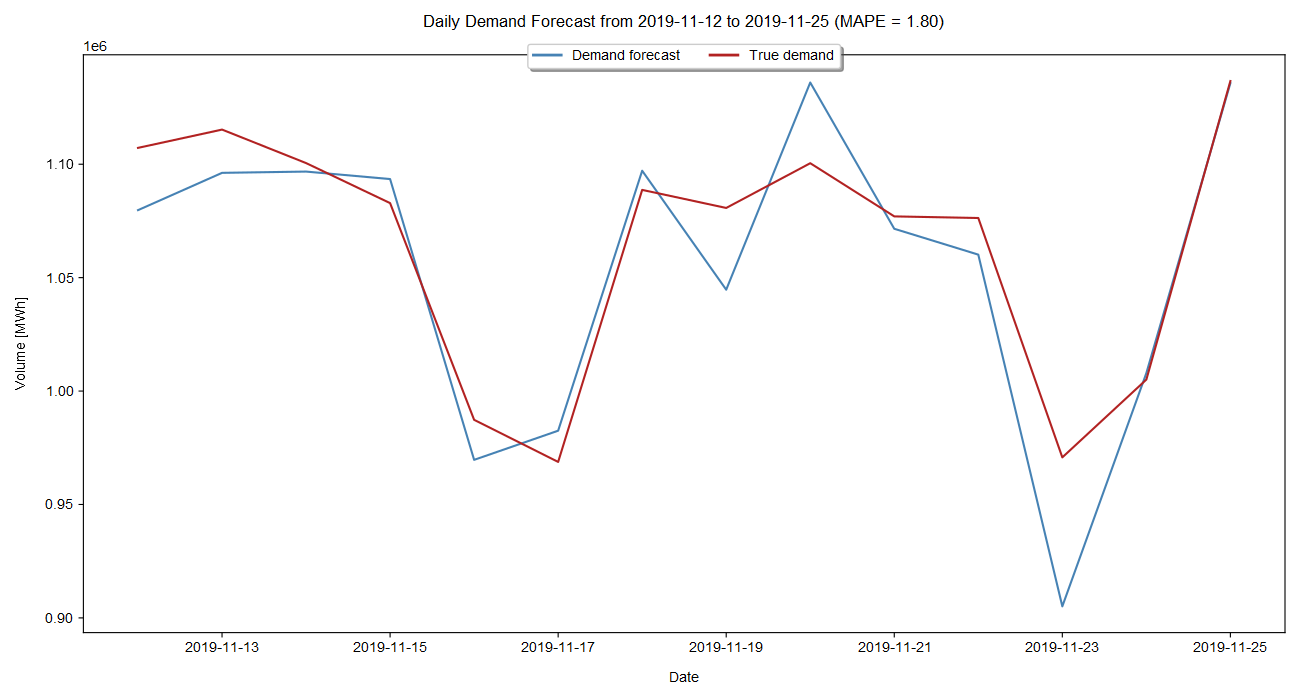 Daily Demand Forecast from 2019-11-12 to 2019-11-25 (MAPE = 1.80)
1e6
Demand forecast True demand
1.10
1.05
1.00
0.95
0.90
Volume [MWh]
2019-11-13 2019-11-15 2019-11-17 2019-11-19 2019-11-21 2019-11-23 2019-11-25
Date